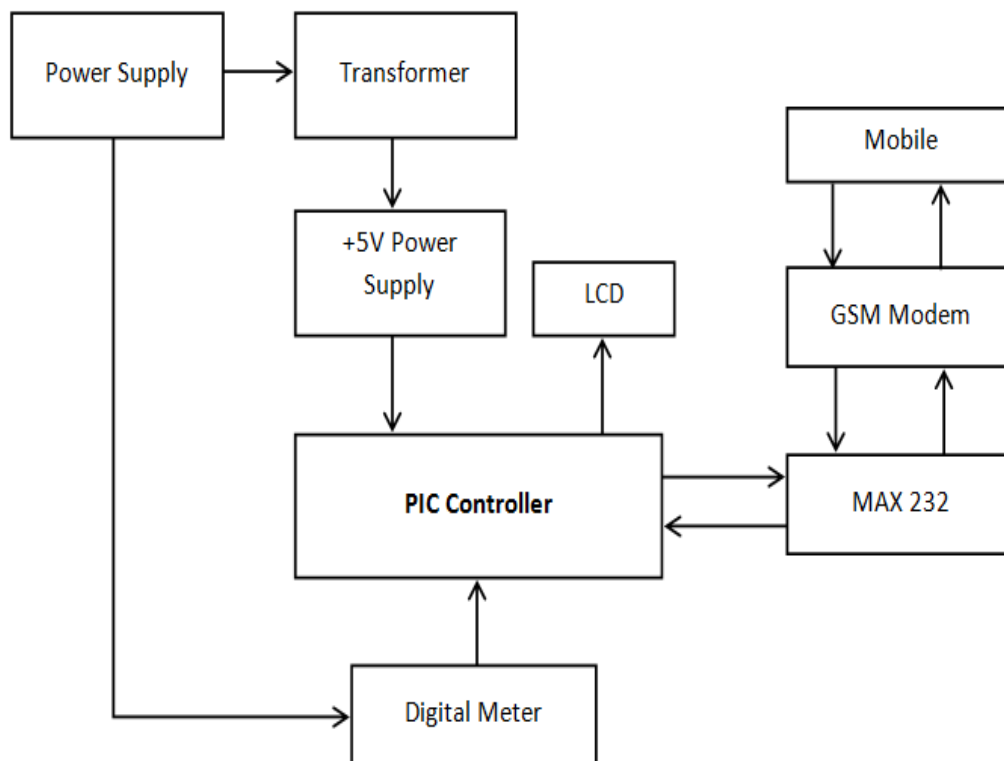 Power Supply
Transformer
Mobile
+5V Power
Supply
LCD
GSM Modem
PIC Controller
MAX 232
Digital Meter